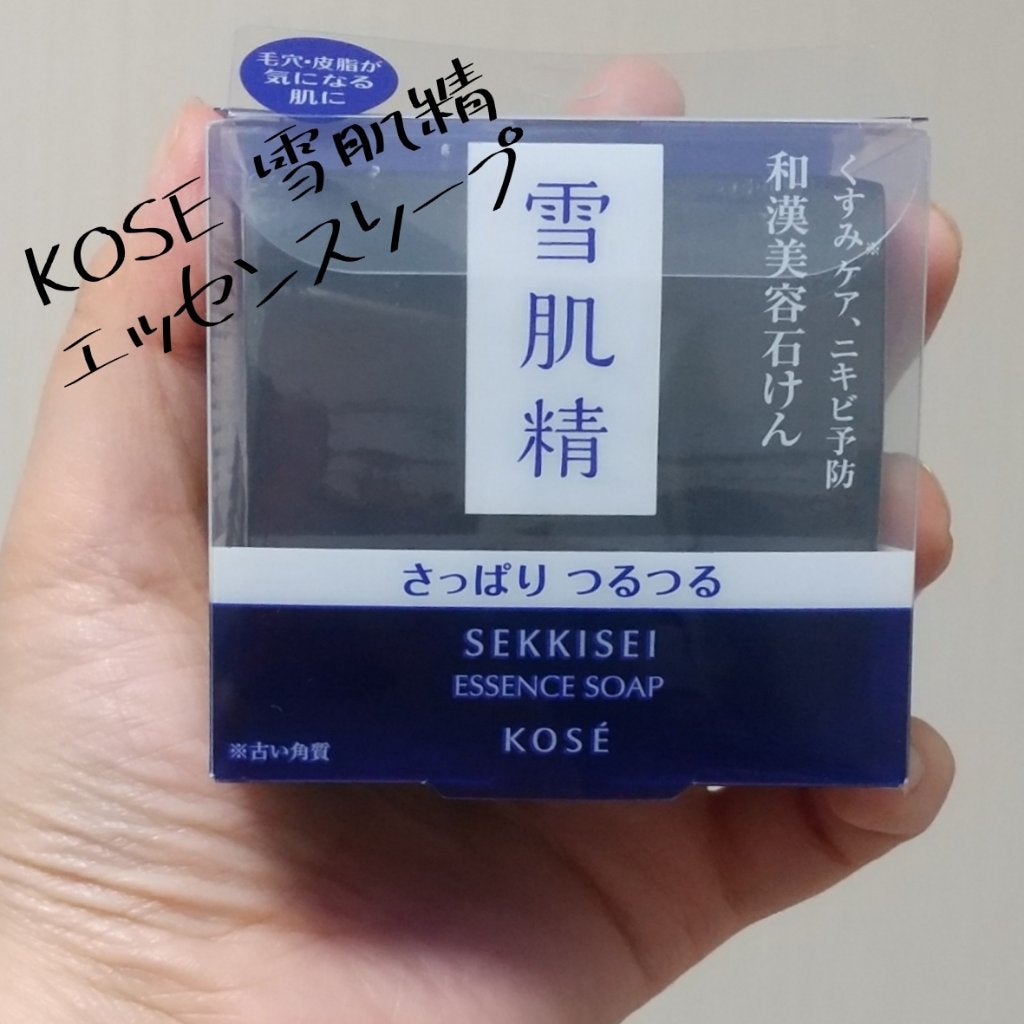 毛穴・皮脂が
気になる
肌に
KOSE 雪肌精
エッセンスソープ
雪肌精
くすみ※ケア、ニキビ予防
和漢美容石けん
さっぱり つるつる
SEKKISEI
ESSENCE SOAP
KOSÉ
※古い角質